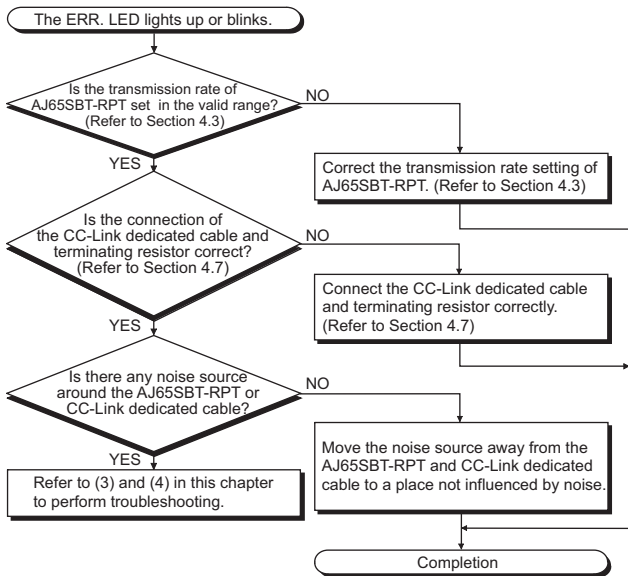 The ERR. LED lights up or blinks.
Is the transmission rate of
AJ65SBT-RPT set in the valid range?
(Refer to Section 4.3)
NO
YES
Correct the transmission rate setting of
AJ65SBT-RPT. (Refer to Section 4.3)
Is the connection of
the CC-Link dedicated cable and
terminating resistor correct?
(Refer to Section 4.7)
NO
YES
Connect the CC-Link dedicated cable
and terminating resistor correctly.
(Refer to Section 4.7)
Is there any noise source
around the AJ65SBT-RPT or
CC-Link dedicated cable?
NO
YES
Move the noise source away from the
AJ65SBT-RPT and CC-Link dedicated
cable to a place not influenced by noise.
Refer to (3) and (4) in this chapter
to perform troubleshooting.
Completion